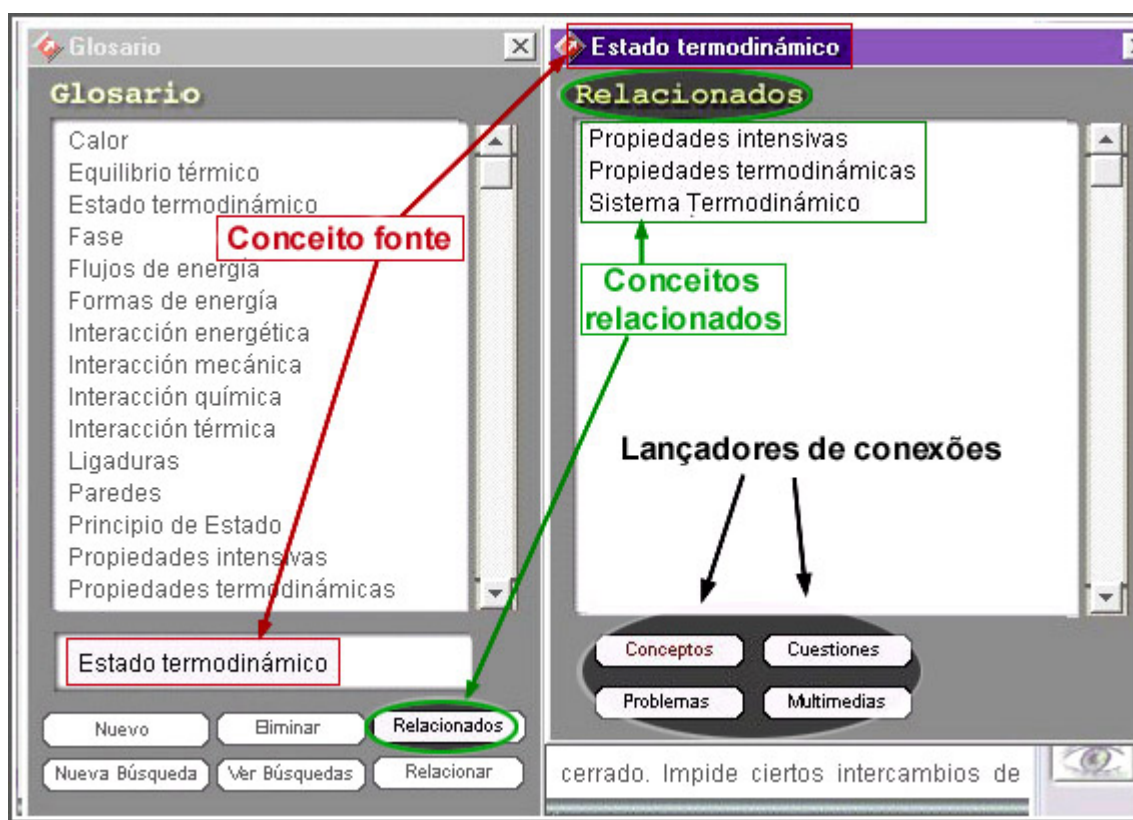 Glosario
Glosario
Calor
Equilibrio térmico
Estado termodinámico
Fase
Flujos de energía
Formas de energía
Interacción energética
Interacción mecánica
Interacción química
Interacción térmica
Ligaduras
Paredes
Principio de Estado
Propiedades intensivas
Propiedades termodinámicas
Estado termodinámico
Nuevo
Eliminar
Relacionados
Nueva Búsqueda
Ver Búsquedas
Relacionar
Conceito fonte
Estado termodinámico
Relacionados
Propiedades intensivas
Propiedades termodinámicas
Sistema Termodinámico
Conceitos
relacionados
Lançadores de conexões
Conceptos
Cuestiones
Problemas
Multimedias
cerrado. Impide ciertos intercambios de